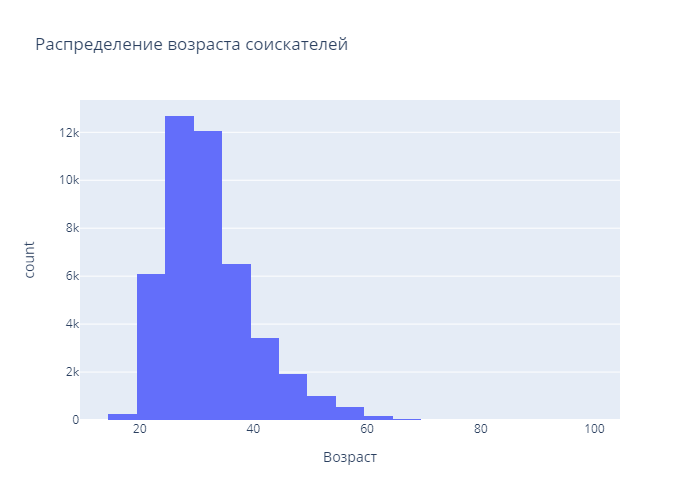 Распределение возраста соискателей
12k
10k
8k
6k
4k
2k
0
count
20 40 60 80 100
Возраст